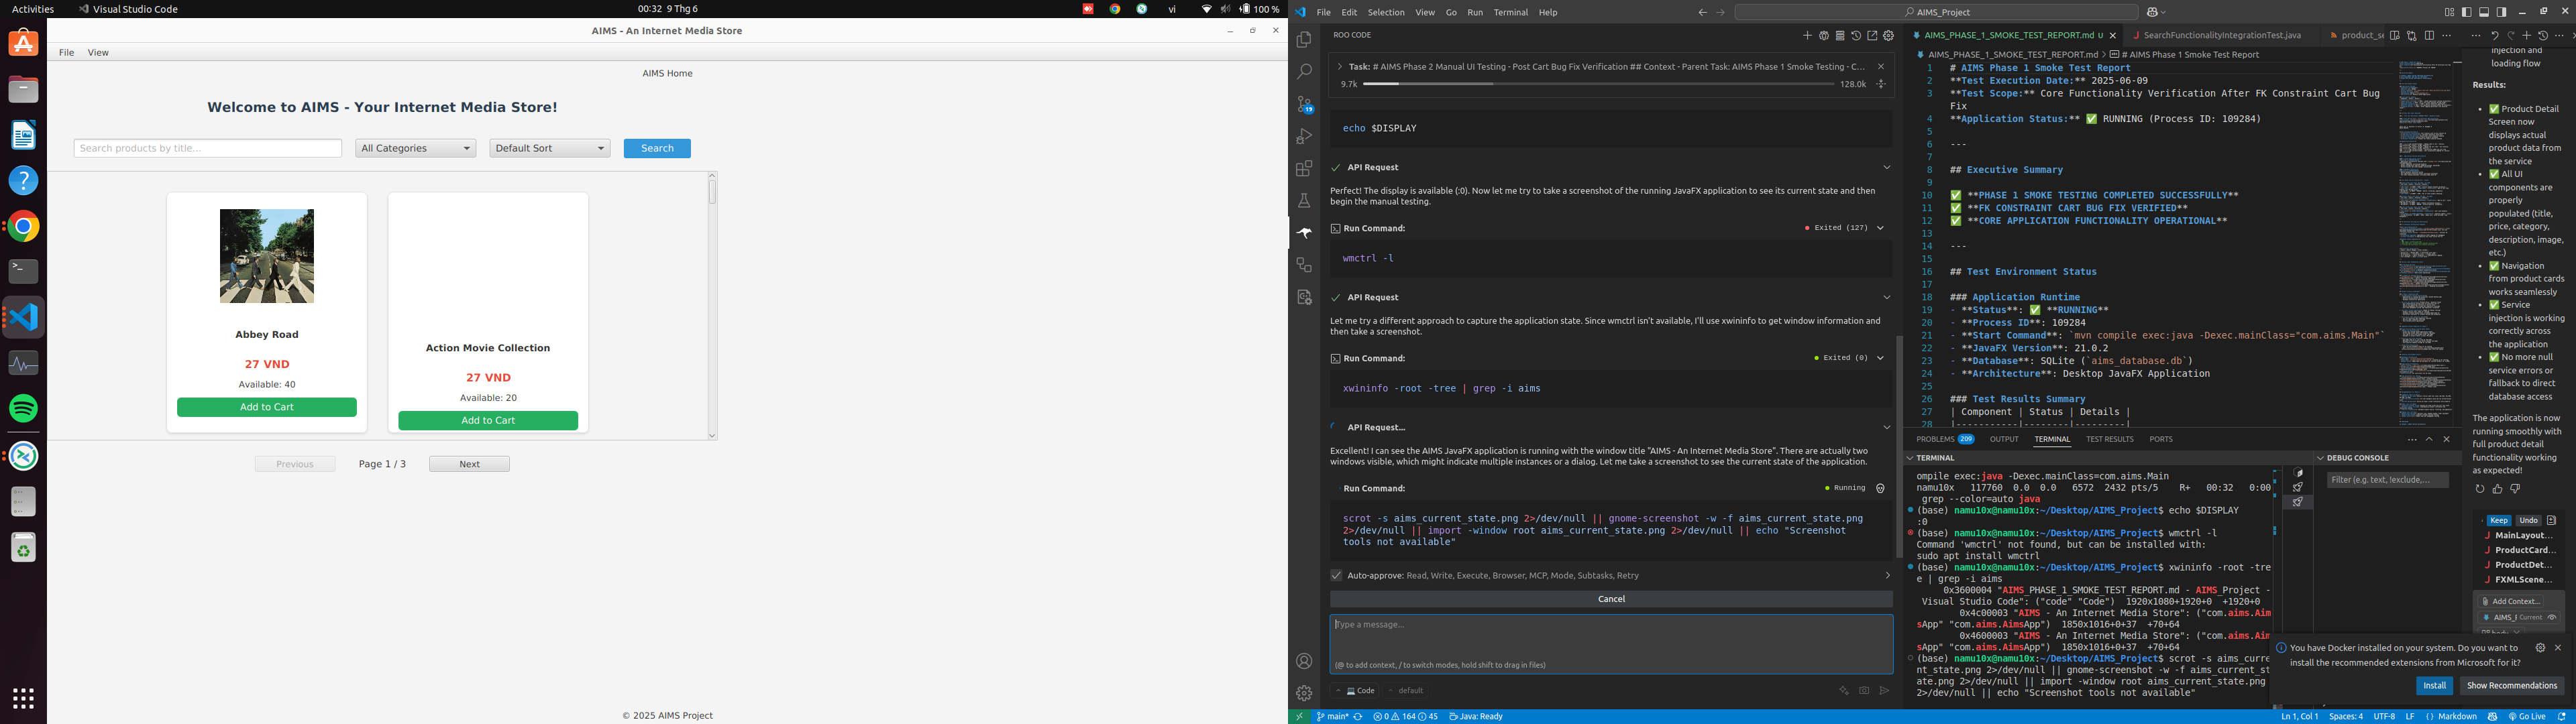 Activities
Visual Studio Code
00:32 9 Thg 6
vi
100 %
AIMS - An Internet Media Store
File View
AIMS Home
Welcome to AIMS - Your Internet Media Store!
Search products by title...
All Categories
Default Sort
Search
Abbey Road
27 VND
Available: 40
Add to Cart
Action Movie Collection
27 VND
Available: 20
Add to Cart
Previous
Page 1 / 3
Next
© 2025 AIMS Project
File Edit Selection View Go Run Terminal Help
AIMS_Project
ROO CODE
Task: # AIMS Phase 2 Manual UI Testing - Post Cart Bug Fix Verification ## Context - Parent Task: AIMS Phase 1 Smoke Testing - C...
9.7k
128.0k
echo $DISPLAY
API Request
Perfect! The display is available (:0). Now let me try to take a screenshot of the running JavaFX application to see its current state and then
begin the manual testing.
Run Command:
Exited (127)
wmctrl -l
API Request
Let me try a different approach to capture the application state. Since wmctrl isn't available, I'll use xwininfo to get window information and
then take a screenshot.
Run Command:
Exited (0)
xwininfo -root -tree | grep -i aims
API Request...
Excellent! I can see the AIMS JavaFX application is running with the window title "AIMS - An Internet Media Store". There are actually two
windows visible, which might indicate multiple instances or a dialog. Let me take a screenshot to see the current state of the application.
Run Command:
Running
scrot -s aims_current_state.png 2>/dev/null || gnome-screenshot -w -f aims_current_state.png
2>/dev/null || import -window root aims_current_state.png 2>/dev/null || echo "Screenshot
tools not available"
Auto-approve: Read, Write, Execute, Browser, MCP, Mode, Subtasks, Retry
Cancel
Type a message...
(@ to add context, / to switch modes, hold shift to drag in files)
Code
default
19
AIMS_PHASE_1_SMOKE_TEST_REPORT.md U
SearchFunctionalityIntegrationTest.java
product_se
AIMS_PHASE_1_SMOKE_TEST_REPORT.md > # AIMS Phase 1 Smoke Test Report
1 # AIMS Phase 1 Smoke Test Report
2 **Test Execution Date:** 2025-06-09
3 **Test Scope:** Core Functionality Verification After FK Constraint Cart Bug
Fix
4 **Application Status:** ✅ RUNNING (Process ID: 109284)
5
6 ---
7
8 ## Executive Summary
9
10 ✅ **PHASE 1 SMOKE TESTING COMPLETED SUCCESSFULLY**
11 ✅ **FK CONSTRAINT CART BUG FIX VERIFIED**
12 ✅ **CORE APPLICATION FUNCTIONALITY OPERATIONAL**
13
14 ---
15
16 ## Test Environment Status
17
18 ### Application Runtime
19 - **Status**: ✅ **RUNNING**
20 - **Process ID**: 109284
21 - **Start Command**: `mvn compile exec:java -Dexec.mainClass="com.aims.Main"`
22 - **JavaFX Version**: 21.0.2
23 - **Database**: SQLite (`aims_database.db`)
24 - **Architecture**: Desktop JavaFX Application
25
26 ### Test Results Summary
27 | Component | Status | Details |
28 |-----------|--------|---------|
PROBLEMS 209 OUTPUT TERMINAL TEST RESULTS PORTS
TERMINAL
ompile exec:java -Dexec.mainClass=com.aims.Main
namu10x 117760 0.0 0.0 6572 2432 pts/5 R+ 00:32 0:00
grep --color=auto java
(base) namu10x@namu10x:~/Desktop/AIMS_Project$ echo $DISPLAY
:0
(base) namu10x@namu10x:~/Desktop/AIMS_Project$ wmctrl -l
Command 'wmctrl' not found, but can be installed with:
sudo apt install wmctrl
(base) namu10x@namu10x:~/Desktop/AIMS_Project$ xwininfo -root -tre
e | grep -i aims
0x3600004 "AIMS_PHASE_1_SMOKE_TEST_REPORT.md - AIMS_Project -
Visual Studio Code": ("code" "Code") 1920x1080+1920+0 +1920+0
0x4c00003 "AIMS - An Internet Media Store": ("com.aims.Aim
sApp" "com.aims.AimsApp") 1850x1016+0+37 +70+64
0x4600003 "AIMS - An Internet Media Store": ("com.aims.Aim
sApp" "com.aims.AimsApp") 1850x1016+0+37 +70+64
(base) namu10x@namu10x:~/Desktop/AIMS_Project$ scrot -s aims_curre
nt_state.png 2>/dev/null || gnome-screenshot -w -f aims_current_st
ate.png 2>/dev/null || import -window root aims_current_state.png
2>/dev/null || echo "Screenshot tools not available"
DEBUG CONSOLE
Filter (e.g. text, !exclude,...
injection and
loading flow
Results:
✅ Product Detail
Screen now
displays actual
product data from
the service
✅ All UI
components are
properly
populated (title,
price, category,
description, image,
etc.)
✅ Navigation
from product cards
works seamlessly
✅ Service
injection is working
correctly across
the application
✅ No more null
service errors or
fallback to direct
database access
The application is now
running smoothly with
full product detail
functionality working
as expected!
Keep Undo
MainLayout...
ProductCard...
ProductDet...
FXMLScene...
Add Context...
AIMS_I Current
You have Docker installed on your system. Do you want to
install the recommended extensions from Microsoft for it?
Install
Show Recommendations
main*
0 164 45
Java: Ready
Ln 1, Col 1
Spaces: 4
UTF-8
LF
Markdown
Go Live